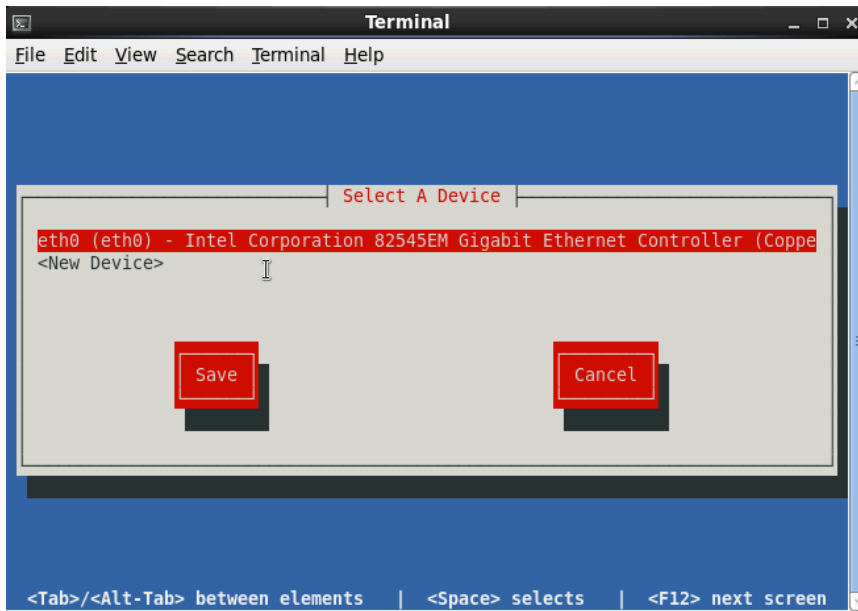 Terminal
File Edit View Search Terminal Help
Select A Device
eth0 (eth0) - Intel Corporation 82545EM Gigabit Ethernet Controller (Coppe
<New Device>
Save Cancel
<Tab>/<Alt-Tab> between elements | <Space> selects | <F12> next screen